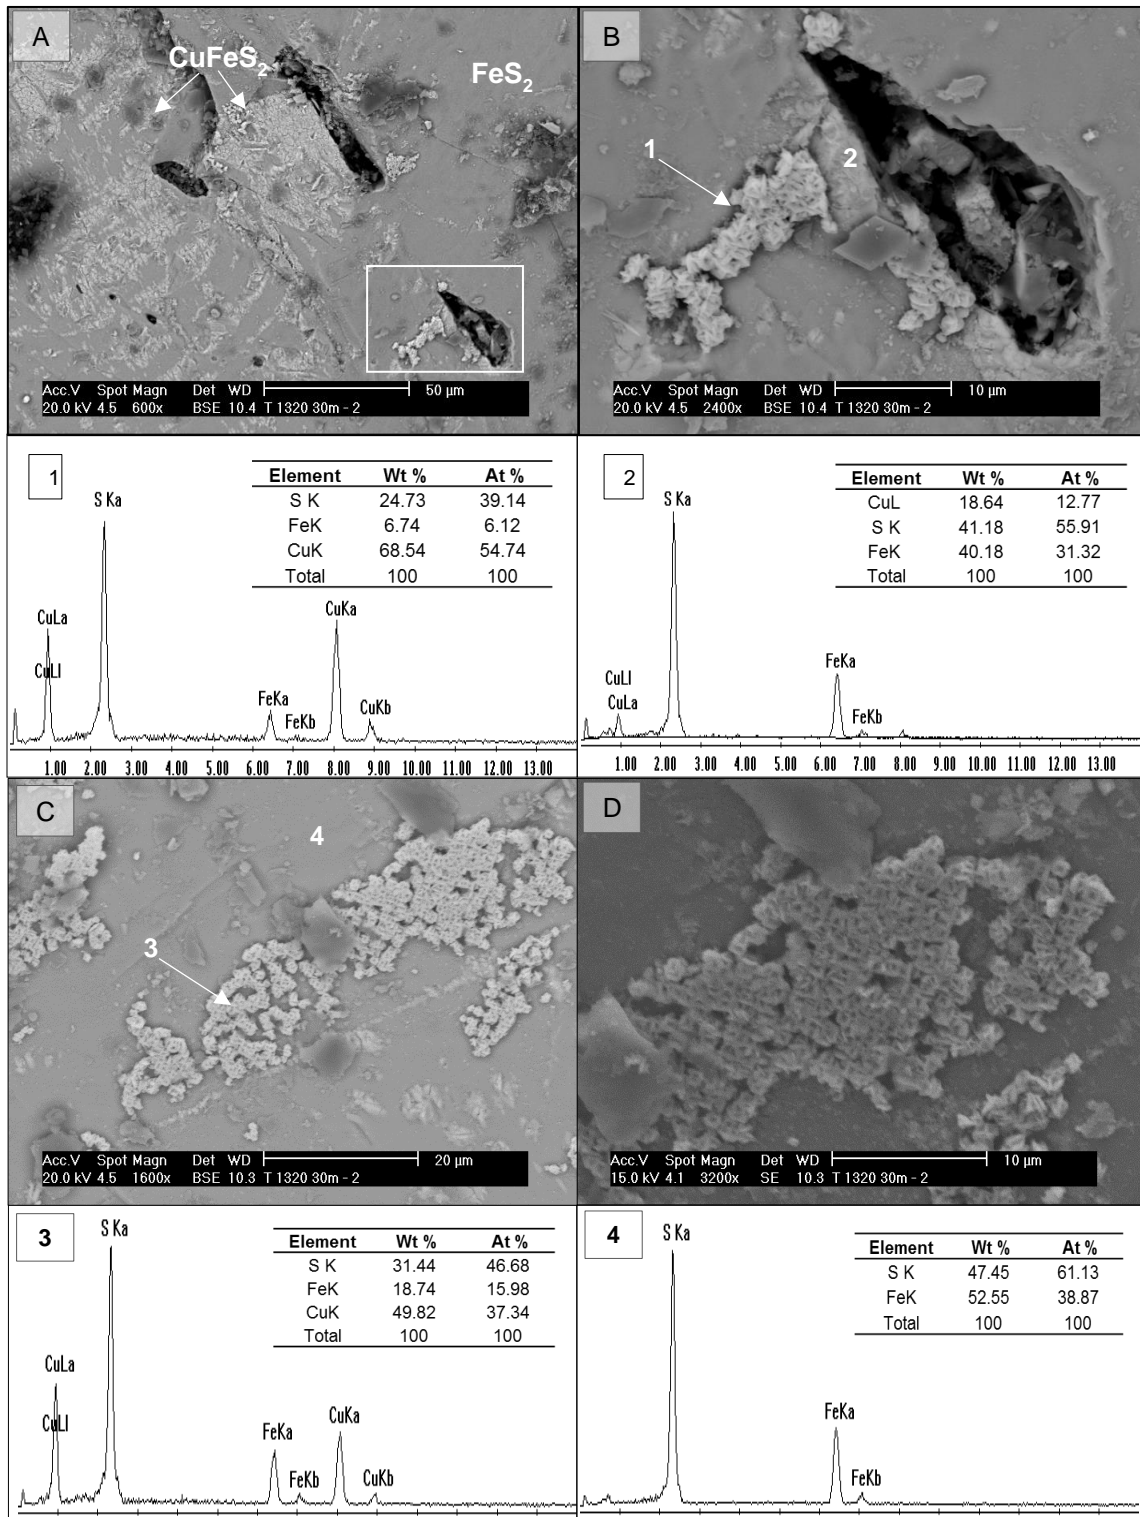 A
CuFeS2
FeS2
Acc.V Spot Magn Det WD 50 µm
20.0 kV 4.5 600x BSE 10.4 T 1320 30m - 2
B
1
2
Acc.V Spot Magn Det WD 10 µm
20.0 kV 4.5 2400x BSE 10.4 T 1320 30m - 2
1
Element Wt % At %
S K 24.73 39.14
FeK 6.74 6.12
CuK 68.54 54.74
Total 100 100
S Ka
CuLa
CuLl
FeKa
FeKb
CuKa
CuKb
1.00 2.00 3.00 4.00 5.00 6.00 7.00 8.00 9.00 10.00 11.00 12.00 13.00
2
Element Wt % At %
CuL 18.64 12.77
S K 41.18 55.91
FeK 40.18 31.32
Total 100 100
S Ka
CuLl
CuLa
FeKa
FeKb
1.00 2.00 3.00 4.00 5.00 6.00 7.00 8.00 9.00 10.00 11.00 12.00 13.00
C
4
3
Acc.V Spot Magn Det WD 20 µm
20.0 kV 4.5 1600x BSE 10.3 T 1320 30m - 2
D
Acc.V Spot Magn Det WD 10 µm
15.0 kV 4.1 3200x SE 10.3 T 1320 30m - 2
3
Element Wt % At %
S K 31.44 46.68
FeK 18.74 15.98
CuK 49.82 37.34
Total 100 100
S Ka
CuLa
CuLl
FeKa
FeKb
CuKa
CuKb
4
Element Wt % At %
S K 47.45 61.13
FeK 52.55 38.87
Total 100 100
S Ka
FeKa
FeKb